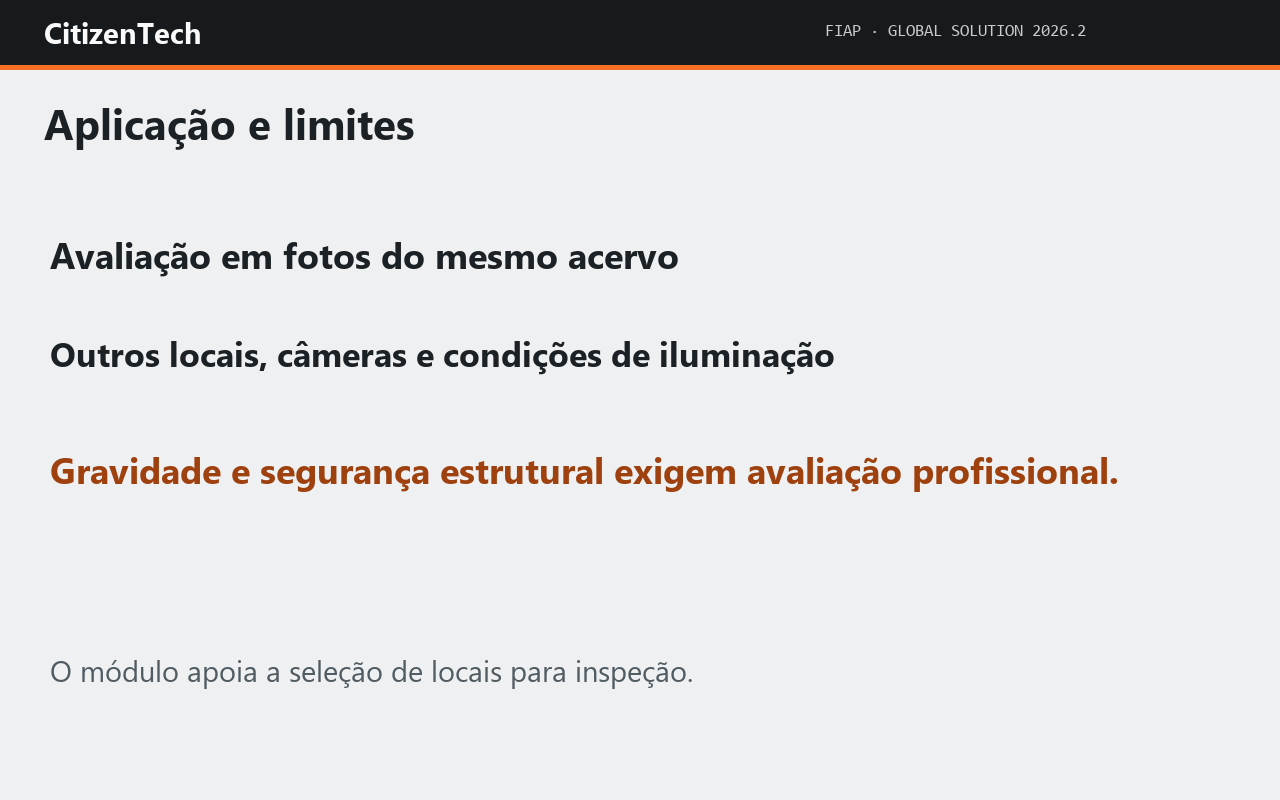 CitizenTech
FIAP · GLOBAL SOLUTION 2026.2
Aplicação e limites
Avaliação em fotos do mesmo acervo
Outros locais, câmeras e condições de iluminação
Gravidade e segurança estrutural exigem avaliação profissional.
O módulo apoia a seleção de locais para inspeção.